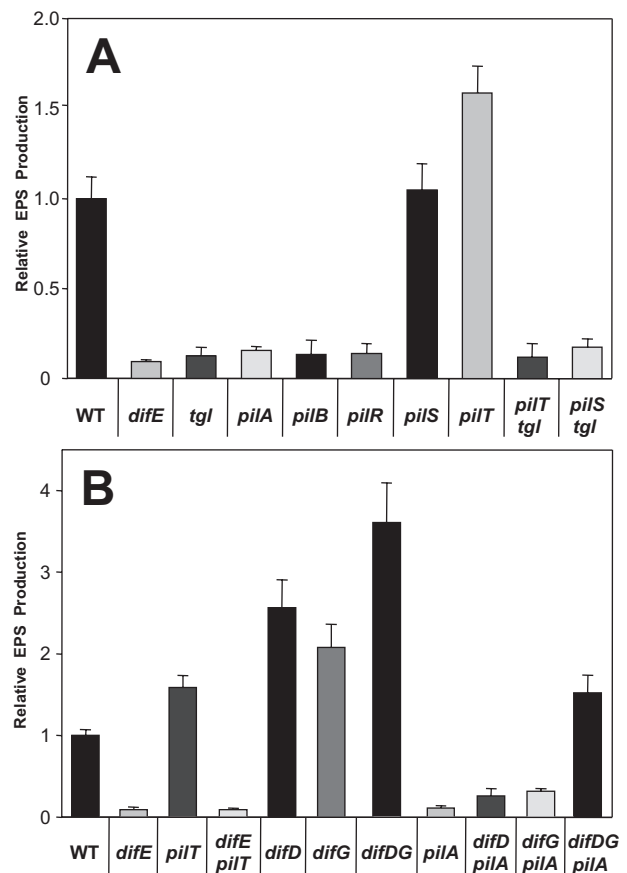 A
Relative EPS Production
2.0
1.5
1.0
0.5
0
WT difE tgl pilA pilB pilR pilS pilT pilT tgl pilS tgl
B
Relative EPS Production
4
3
2
1
0
WT difE pilT difE pilT difD difG difDG pilA difD pilA difG pilA difDG pilA